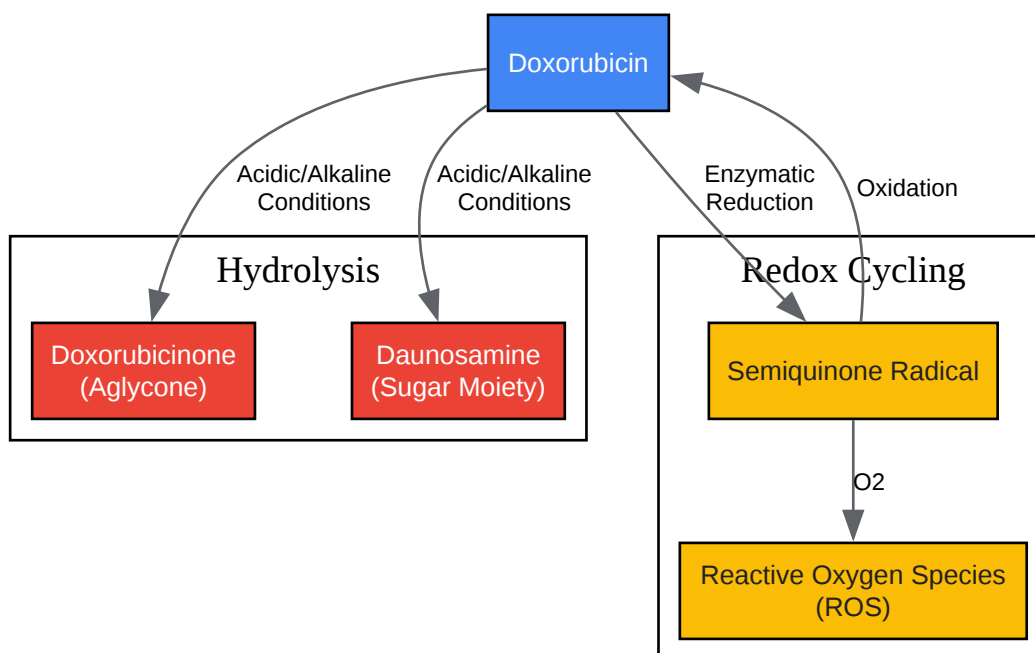 Doxorubicin
Acidic/Alkaline
Conditions
Acidic/Alkaline
Conditions
Enzymatic
Reduction
Oxidation
Hydrolysis
Redox Cycling
Doxorubicinone
(Aglycone)
Daunosamine
(Sugar Moiety)
Semiquinone Radical
O2
Reactive Oxygen Species
(ROS)